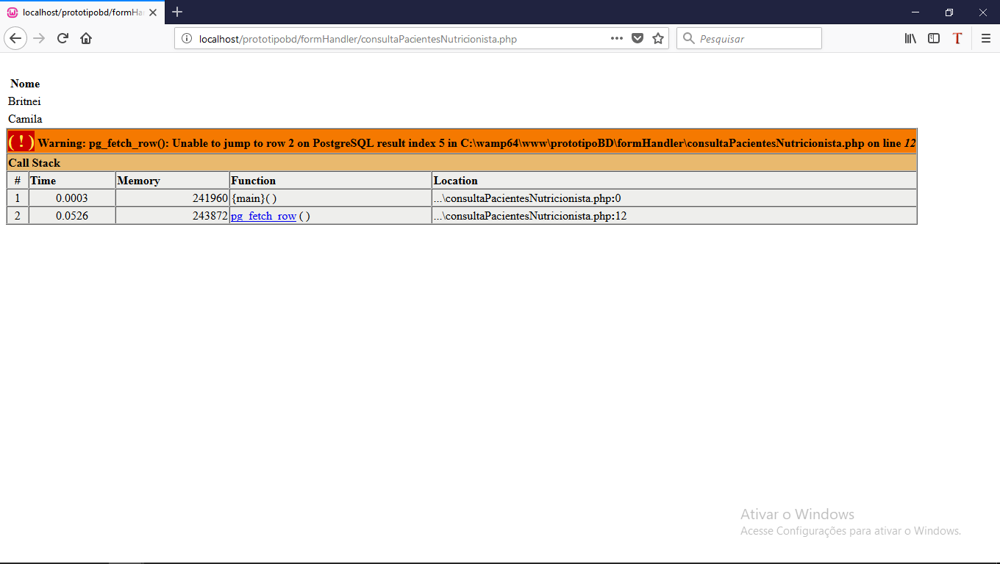 localhost/prototipobd/formHa
localhost/prototipobd/formHandler/consultaPacientesNutricionista.php
Pesquisar
Nome
Britnei
Camila
( ! ) Warning: pg_fetch_row(): Unable to jump to row 2 on PostgreSQL result index 5 in C:\wamp64\www\prototipoBD\formHandler\consultaPacientesNutricionista.php on line 12
Call Stack
# Time Memory Function Location
1 0.0003 241960 {main}( ) ...\consultaPacientesNutricionista.php:0
2 0.0526 243872 pg_fetch_row ( ) ...\consultaPacientesNutricionista.php:12
Ativar o Windows
Acesse Configurações para ativar o Windows.